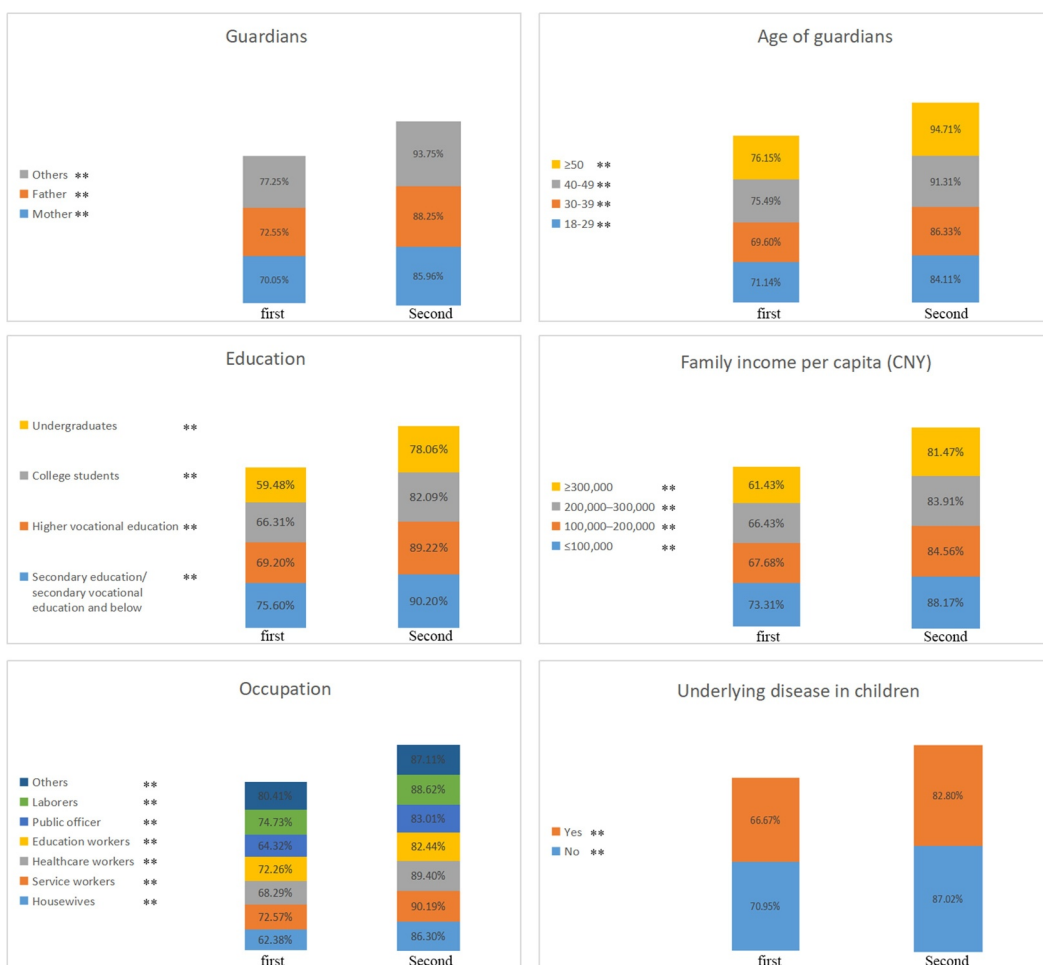 Guardians
Others **
Father **
Mother **
77.25%
72.55%
70.05%
first
93.75%
88.25%
85.96%
Second
Age of guardians
≥50 **
40-49 **
30-39 **
18-29 **
76.15%
75.49%
69.60%
71.14%
first
94.71%
91.31%
86.33%
84.11%
Second
Education
Undergraduates **
College students **
Higher vocational education **
Secondary education/ **
secondary vocational
education and below
59.48%
66.31%
69.20%
75.60%
first
78.06%
82.09%
89.22%
90.20%
Second
Family income per capita (CNY)
≥300,000 **
200,000–300,000 **
100,000–200,000 **
≤100,000 **
61.43%
66.43%
67.68%
73.31%
first
81.47%
83.91%
84.56%
88.17%
Second
Occupation
Others **
Laborers **
Public officer **
Education workers **
Healthcare workers **
Service workers **
Housewives **
80.41%
74.73%
64.32%
72.26%
68.29%
72.57%
62.38%
first
87.11%
88.62%
83.01%
82.44%
89.40%
90.19%
86.30%
Second
Underlying disease in children
Yes **
No **
66.67%
70.95%
first
82.80%
87.02%
Second